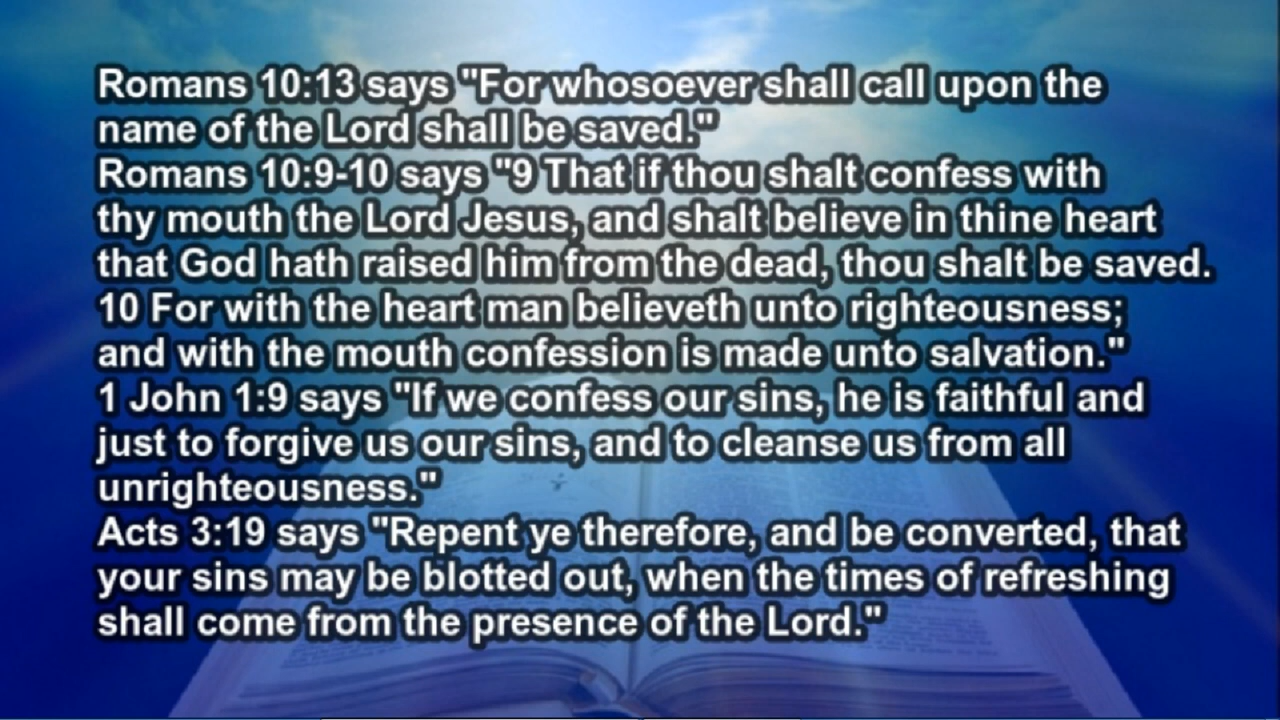 Romans 10:13 says "For whosoever shall call upon the
name of the Lord shall be saved."
Romans 10:9-10 says "9 That if thou shalt confess with
thy mouth the Lord Jesus, and shalt believe in thine heart
that God hath raised him from the dead, thou shalt be saved.
10 For with the heart man believeth unto righteousness;
and with the mouth confession is made unto salvation."
1 John 1:9 says "If we confess our sins, he is faithful and
just to forgive us our sins, and to cleanse us from all
unrighteousness."
Acts 3:19 says "Repent ye therefore, and be converted, that
your sins may be blotted out, when the times of refreshing
shall come from the presence of the Lord."